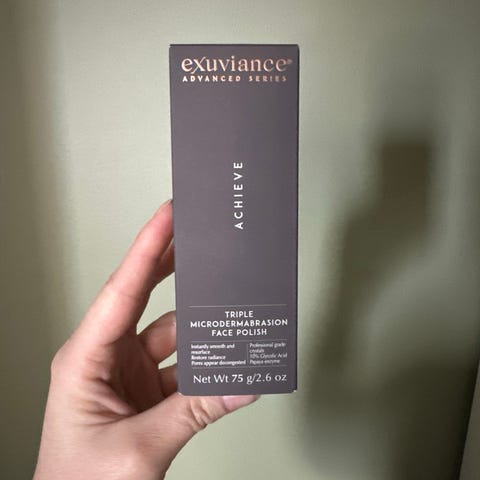 exuviance®
ADVANCED SERIES
ACHIEVE
TRIPLE
MICRODERMABRASION
FACE POLISH
Instantly smooth and
resurface
Restore radiance
Pores appear decongested
Professional grade
crystals
10% Glycolic Acid
Papaya enzyme
Net Wt 75 g/2.6 oz